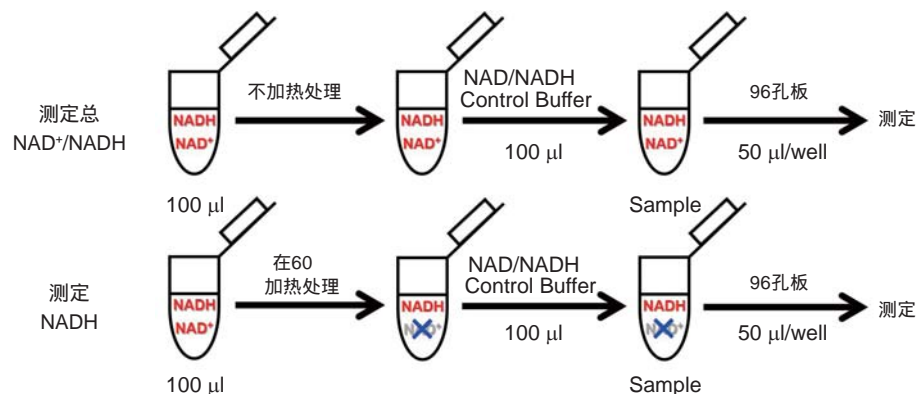 测定总
NAD⁺/NADH
NADH
NAD⁺
100 μl
不加热处理
NADH
NAD⁺
NAD/NADH
Control Buffer
100 μl
NADH
NAD⁺
Sample
96孔板
50 μl/well
测定
测定
NADH
NADH
NAD⁺
100 μl
在60
加热处理
NADH
NAD⁺
NAD/NADH
Control Buffer
100 μl
NADH
NAD⁺
Sample
96孔板
50 μl/well
测定